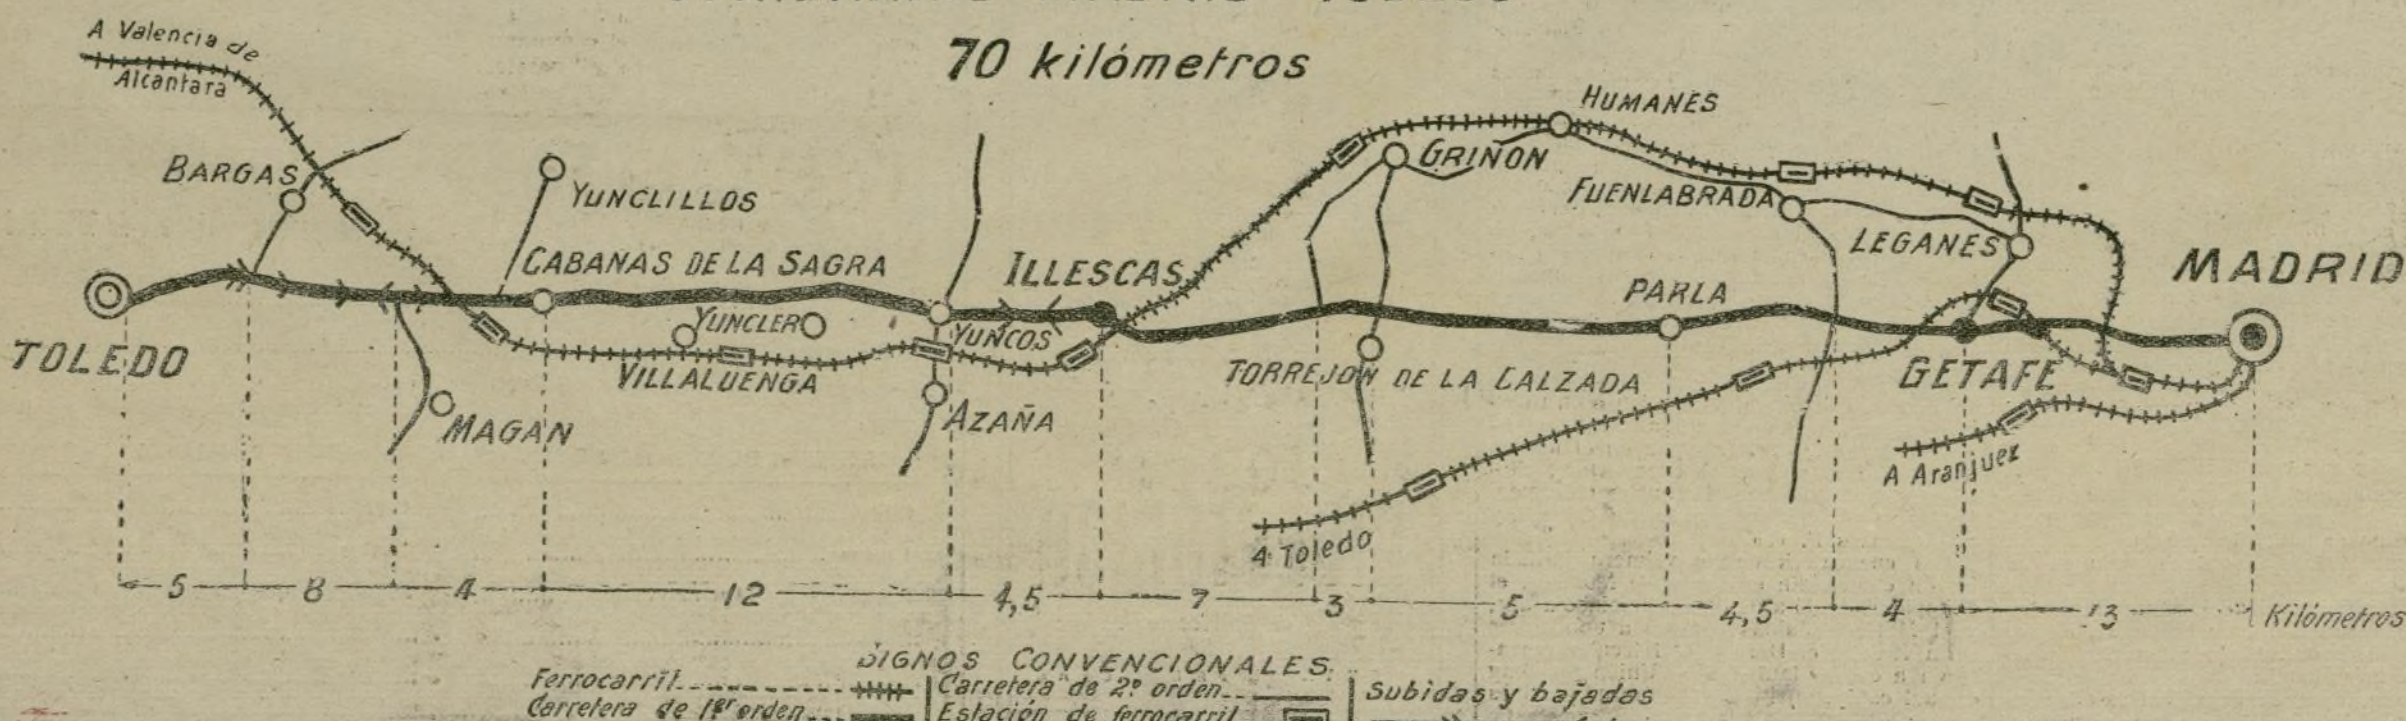 70 kilómetros
A Valencia de
Alcantara
HUMANES
BARGAS
GRIÑON
YUNCLILLOS
FUENLABRADA
CABANAS DE LA SAGRA
ILLESCAS
LEGANES
MADRID
PARLA
YUNCLER
YUNCOS
TOLEDO
VILLALUENGA
TORREJON DE LA CALZADA
GETAFE
MAGAN
AZAÑA
A Aranjuez
A Toledo
5 8 4 12 4,5 7 3 5 4,5 4 13 Kilómetros
SIGNOS CONVENCIONALES
Ferrocarril Carretera de 2º orden Subidas y bajadas
Carretera de 1er orden Estación de ferrocarril